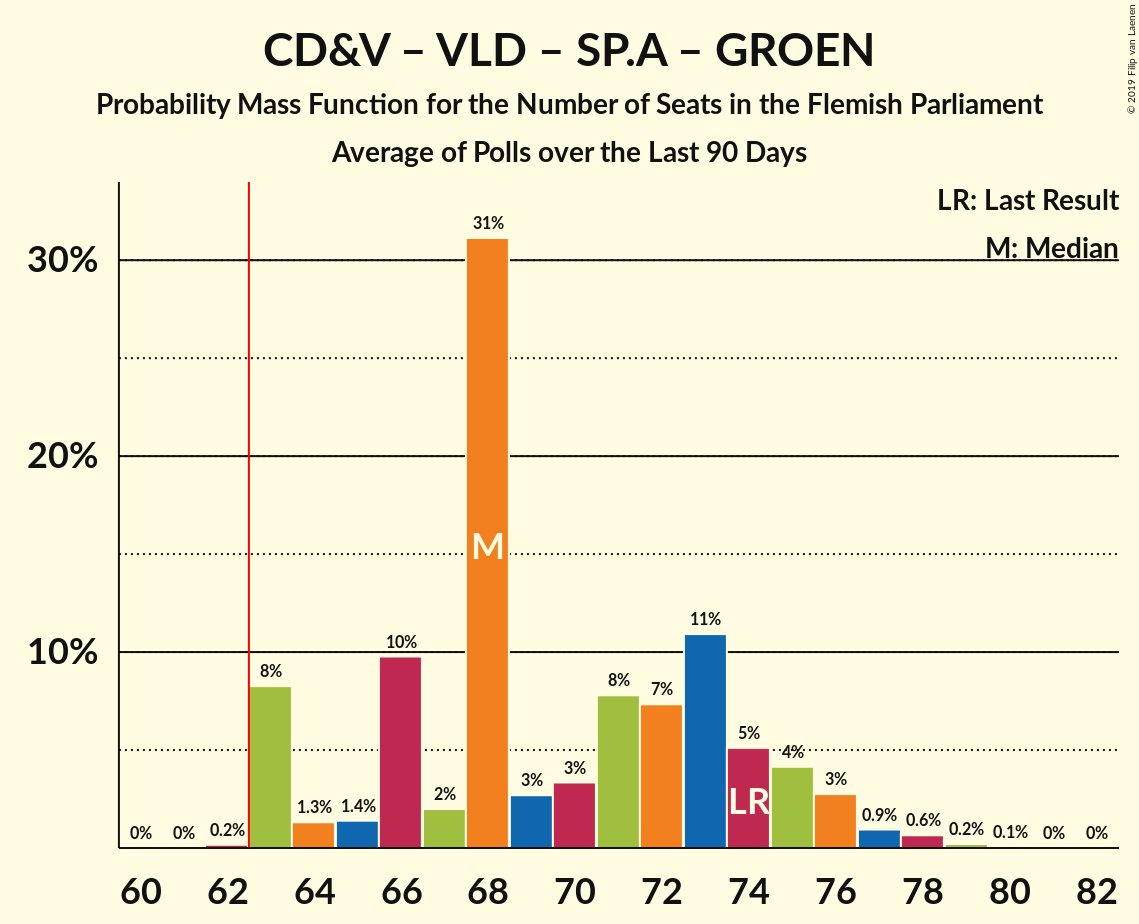 CD&V – VLD – SP.A – GROEN
Probability Mass Function for the Number of Seats in the Flemish Parliament
Average of Polls over the Last 90 Days
© 2019 Filip van Laenen
LR: Last Result
M: Median
30%
20%
10%
0% 0% 0.2% 8% 1.3% 1.4% 10% 2% 31% 3% 3% 8% 7% 11% 5% 4% 3% 0.9% 0.6% 0.2% 0.1% 0% 0%
M
LR
60 62 64 66 68 70 72 74 76 78 80 82